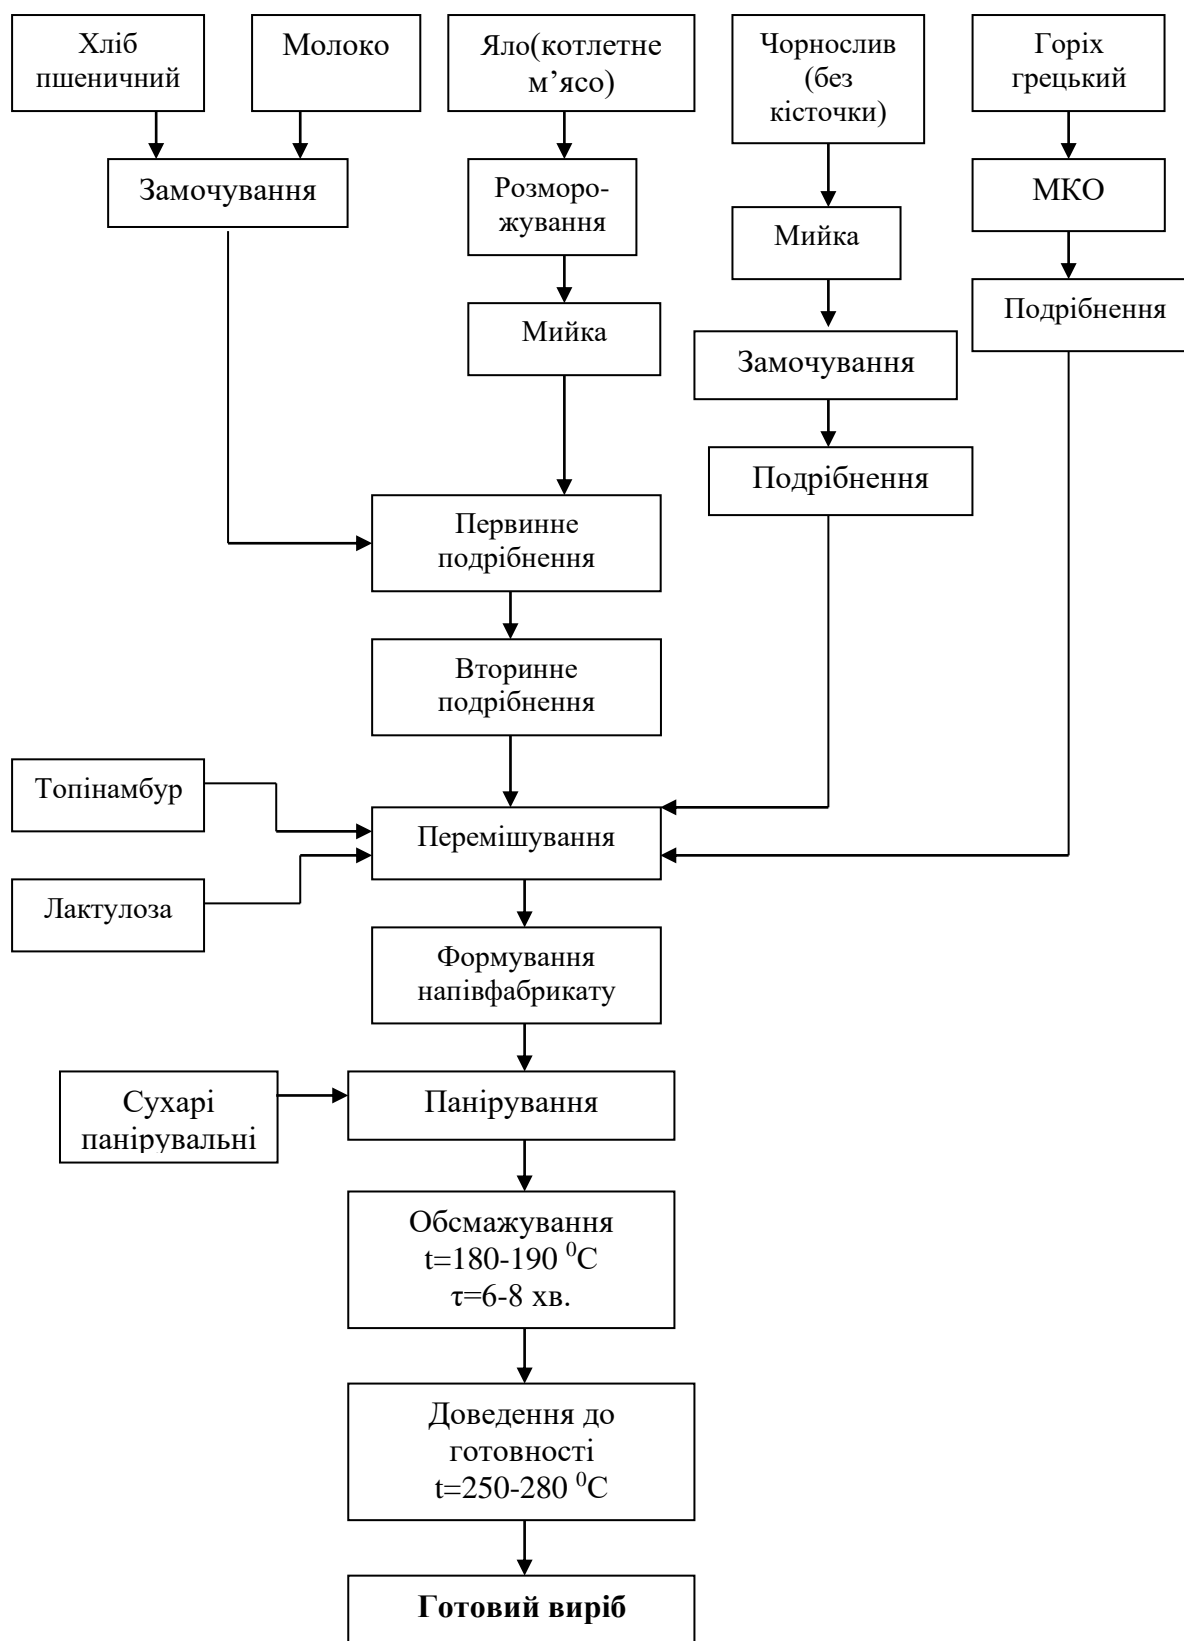 Хліб
пшеничний
Молоко
Яло(котлетне
м’ясо)
Чорнослив
(без
кісточки)
Горіх
грецький
Замочування
Розморо-
жування
Мийка
МКО
Мийка
Замочування
Подрібнення
Подрібнення
Первинне
подрібнення
Вторинне
подрібнення
Топінамбур
Лактулоза
Перемішування
Формування
напівфабрикату
Сухарі
панірувальні
Панірування
Обсмажування
t=180-190 ⁰С
τ=6-8 хв.
Доведення до
готовності
t=250-280 ⁰С
Готовий виріб